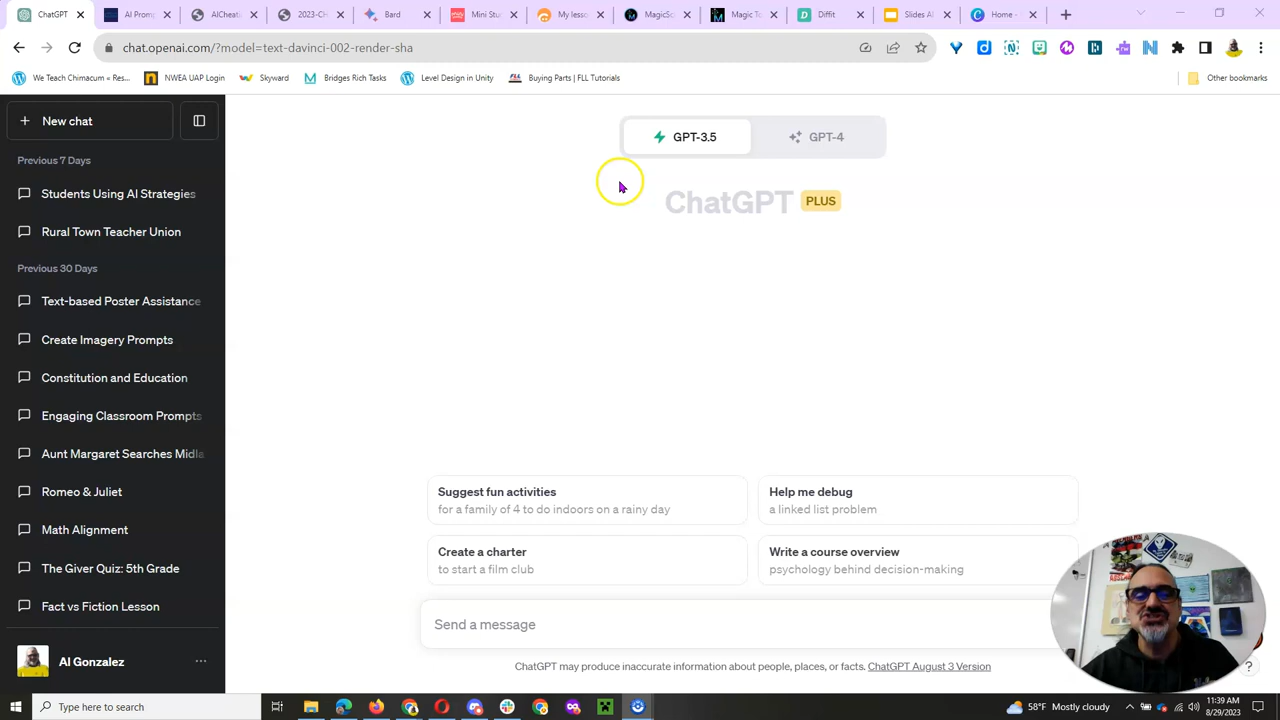 ChatGPT
AI Promp
AICheatS
2023-CH
Bard
Mini Stu
My lesso
MagicSc
Magic To
Diffit
Slides AI
Home -
chat.openai.com/?model=text-davinci-002-render-sha
We Teach Chimacum « Res...
NWEA UAP Login
Skyward
Bridges Rich Tasks
Level Design in Unity
Buying Parts | FLL Tutorials
Other bookmarks
New chat
Previous 7 Days
Students Using AI Strategies
Rural Town Teacher Union
Previous 30 Days
Text-based Poster Assistance
Create Imagery Prompts
Constitution and Education
Engaging Classroom Prompts
Aunt Margaret Searches Midla
Romeo & Juliet
Math Alignment
The Giver Quiz: 5th Grade
Fact vs Fiction Lesson
Al Gonzalez
GPT-3.5
GPT-4
ChatGPT PLUS
Suggest fun activities
for a family of 4 to do indoors on a rainy day
Help me debug
a linked list problem
Create a charter
to start a film club
Write a course overview
psychology behind decision-making
Send a message
ChatGPT may produce inaccurate information about people, places, or facts. ChatGPT August 3 Version
?
Type here to search
58°F Mostly cloudy
11:39 AM
8/29/2023